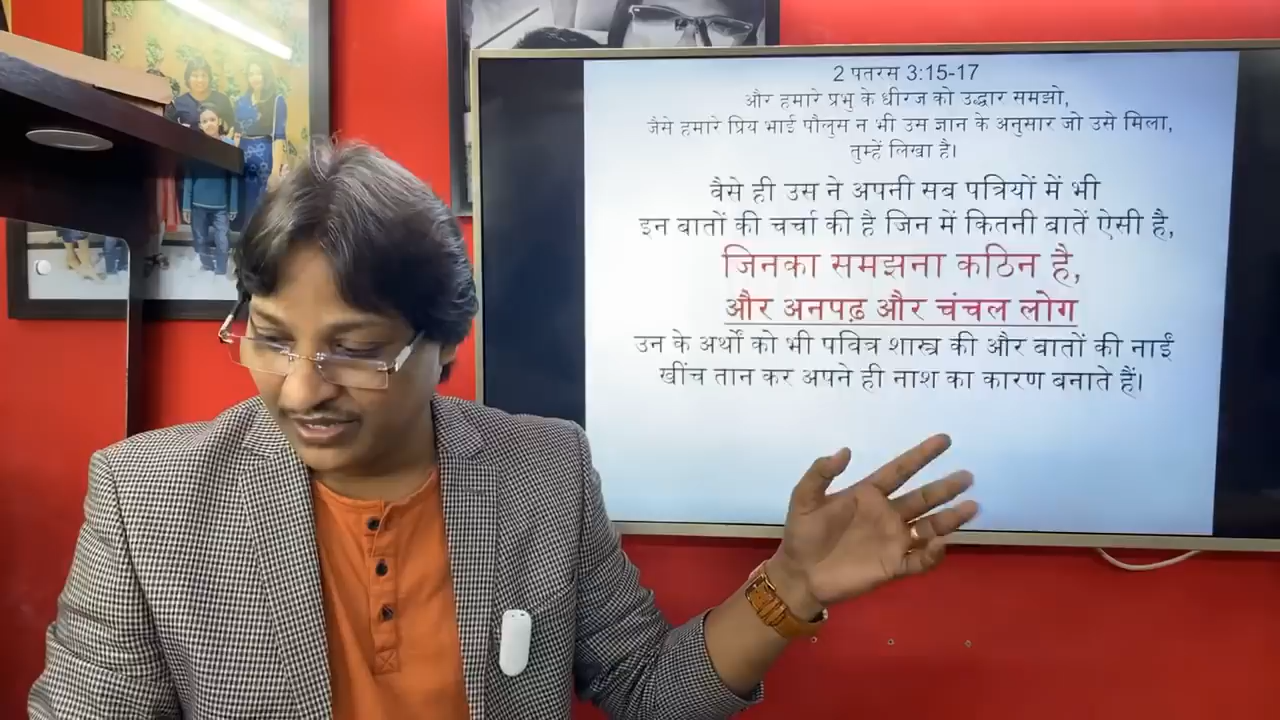 2 पतरस 3:15-17
और हमारे प्रभु के धीरज को उद्धार समझो,
जैसे हमारे प्रिय भाई पौलुस न भी उस ज्ञान के अनुसार जो उसे मिला,
तुम्हें लिखा है।
वैसे ही उस ने अपनी सब पत्रियों में भी
इन बातों की चर्चा की है जिन में कितनी बातें ऐसी है,
जिनका समझना कठिन है,
और अनपढ़ और चंचल लोग
उन के अर्थों को भी पवित्र शास्त्र की और बातों की नाईं
खींच तान कर अपने ही नाश का कारण बनाते हैं।